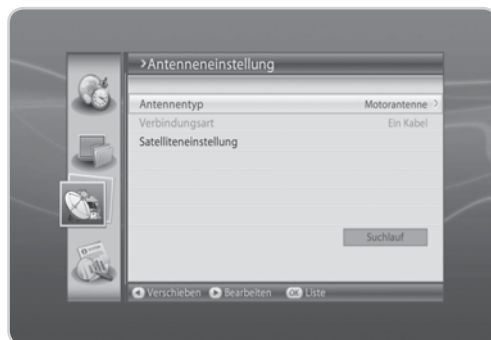 >Antenneneinstellung
Antennentyp Motorantenne >
Verbindungsart Ein Kabel
Satelliteneinstellung
Suchlauf
Verschieben Bearbeiten OK Liste